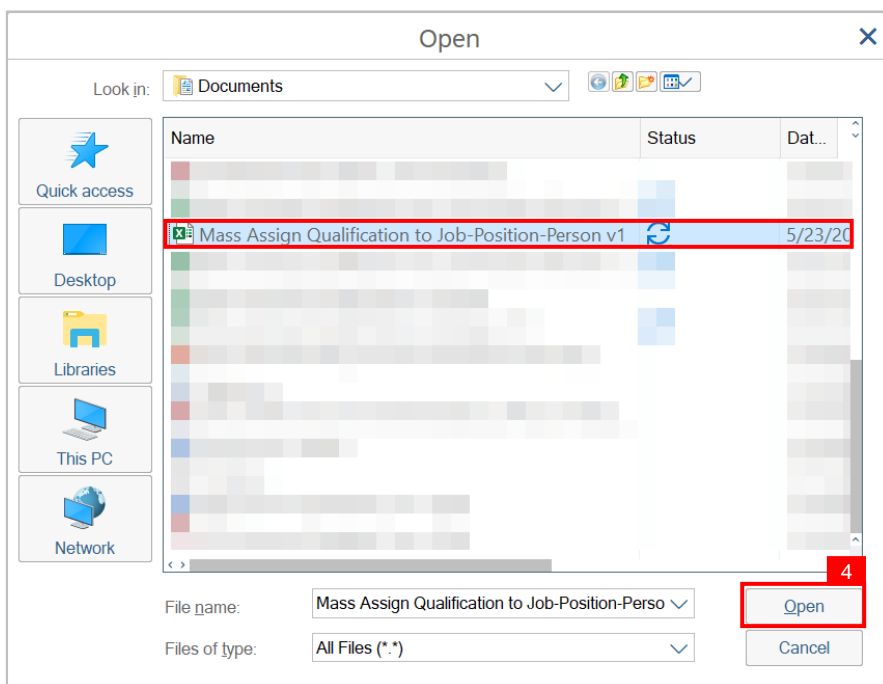 Open
Look in: Documents
Name Status Dat...
Quick access
Mass Assign Qualification to Job-Position-Person v1 5/23/20
Desktop
Libraries
This PC
Network
4
File name: Mass Assign Qualification to Job-Position-Perso Open
Files of type: All Files (*.*) Cancel